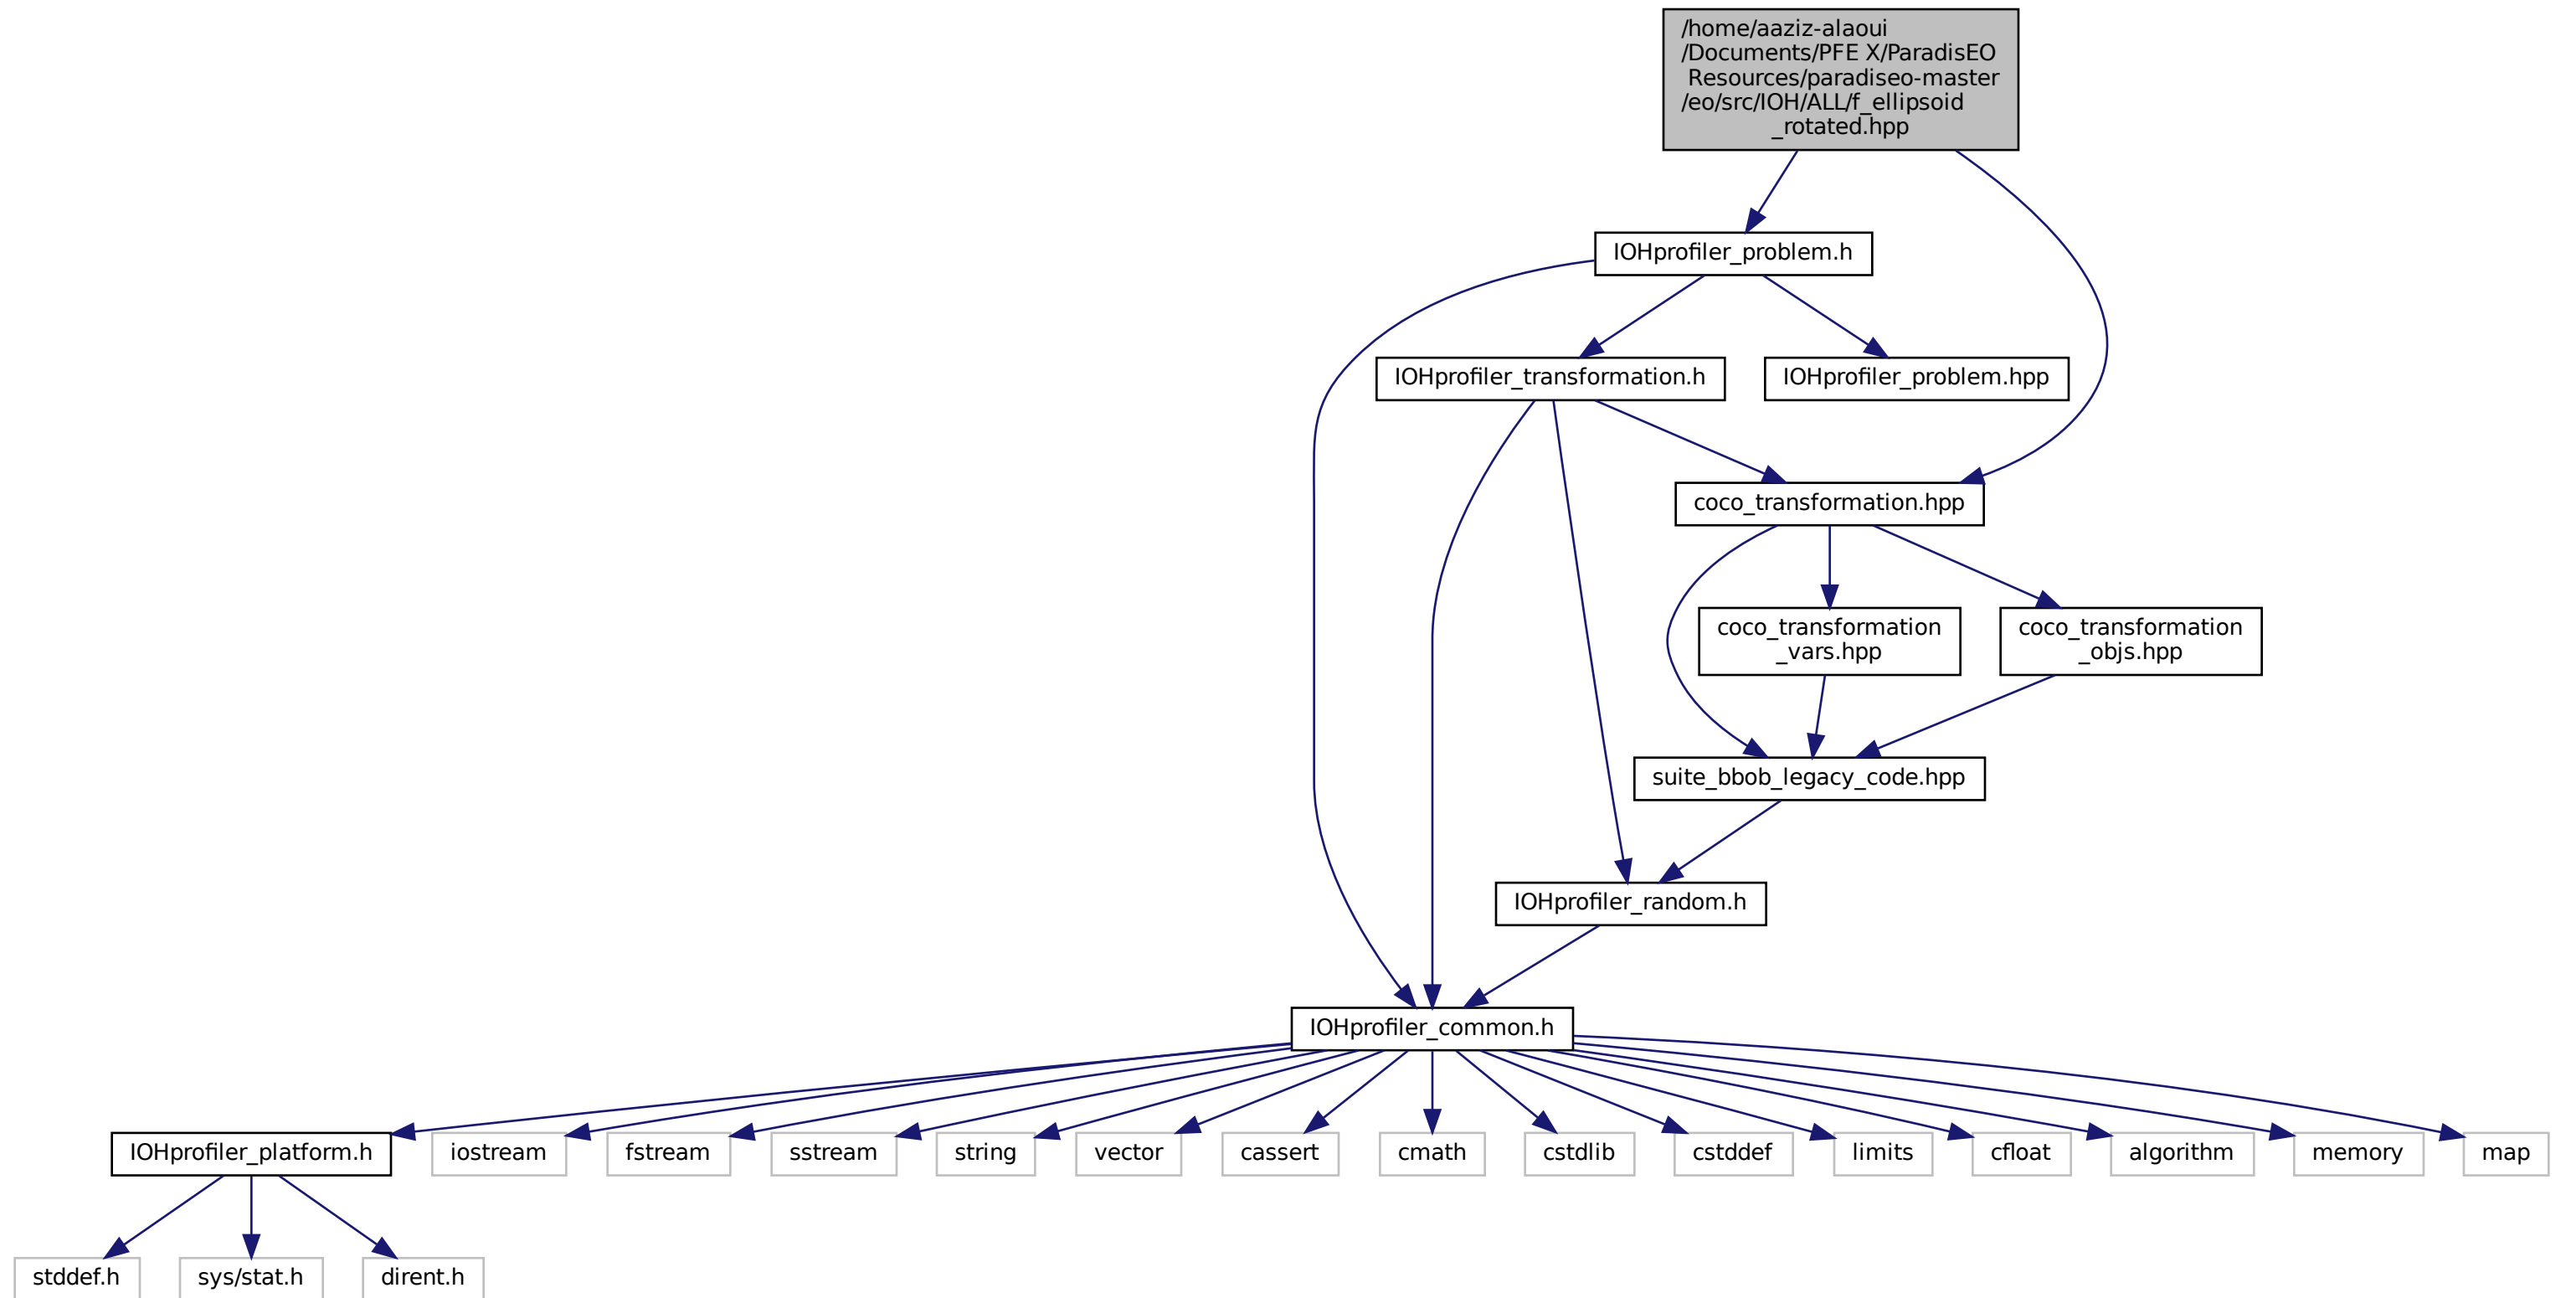 /home/aaziz-alaoui
/Documents/PFE X/ParadisEO
Resources/paradiseo-master
/eo/src/IOH/ALL/f_ellipsoid
_rotated.hpp
IOHprofiler_problem.h
IOHprofiler_transformation.h
IOHprofiler_problem.hpp
coco_transformation.hpp
coco_transformation
_vars.hpp
coco_transformation
_objs.hpp
suite_bbob_legacy_code.hpp
IOHprofiler_random.h
IOHprofiler_common.h
IOHprofiler_platform.h
iostream
fstream
sstream
string
vector
cassert
cmath
cstdlib
cstddef
limits
cfloat
algorithm
memory
map
stddef.h
sys/stat.h
dirent.h